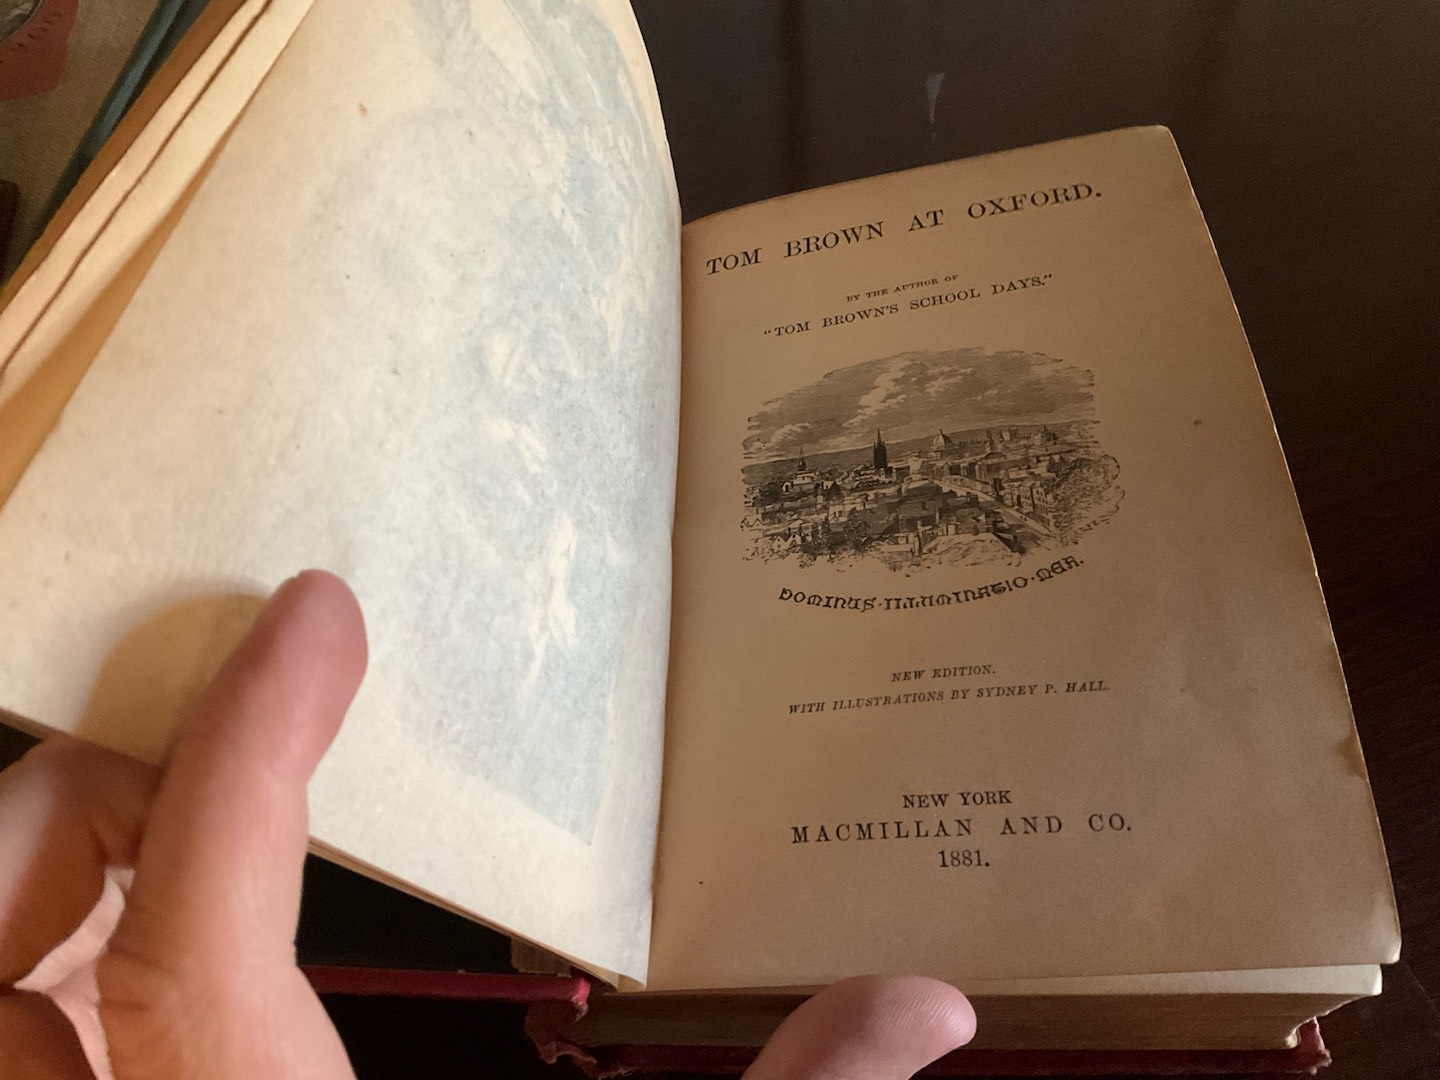 TOM BROWN AT OXFORD.
BY THE AUTHOR OF
"TOM BROWN'S SCHOOL DAYS."
DOMINUS·ILLUMINATIO·MEA.
NEW EDITION.
WITH ILLUSTRATIONS BY SYDNEY P. HALL.
NEW YORK
MACMILLAN AND CO.
1881.